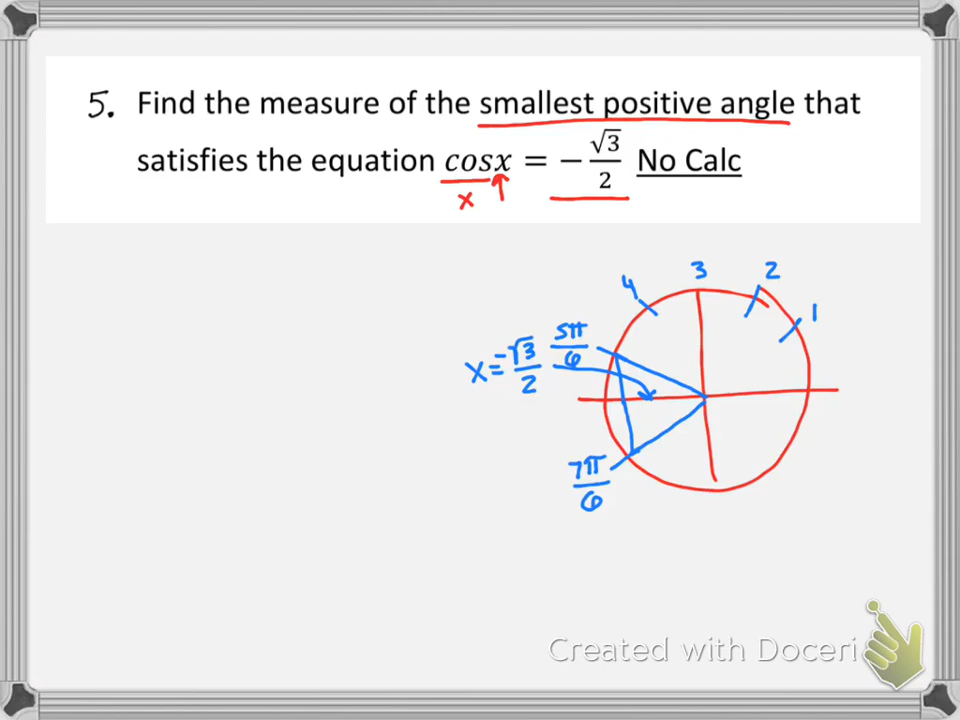 5. Find the measure of the smallest positive angle that
satisfies the equation cosx = −√3/2 No Calc
x
4 3 2
1
x = -√3/2 5π/6
7π/6
Created with Doceri